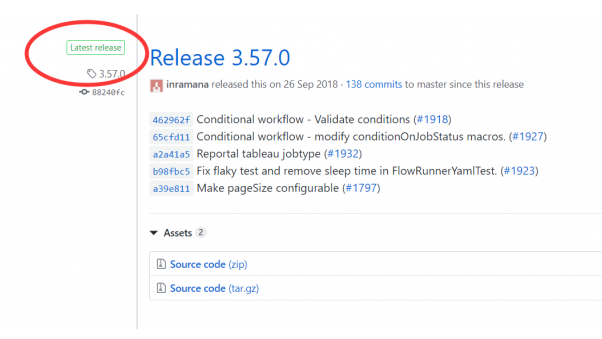 Latest release
3.57.0
88240fc
Release 3.57.0
inramana released this on 26 Sep 2018 · 138 commits to master since this release
462962f Conditional workflow - Validate conditions (#1918)
65cfd11 Conditional workflow - modify conditionOnJobStatus macros. (#1927)
a2a41a5 Reportal tableau jobtype (#1932)
b98fbc5 Fix flaky test and remove sleep time in FlowRunnerYamlTest. (#1923)
a39e811 Make pageSize configurable (#1797)
Assets 2
Source code (zip)
Source code (tar.gz)